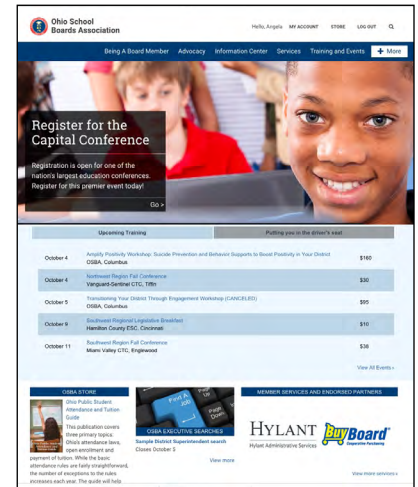 Ohio School
Boards Association
Hello, Angela MY ACCOUNT STORE LOG OUT
Being A Board Member Advocacy Information Center Services Training and Events + More
Register for the
Capital Conference
Registration is open for one of the
nation's largest education conferences.
Register for this premier event today!
Go >
Upcoming Training Putting you in the driver's seat
October 4 Amplify Positivity Workshop: Suicide Prevention and Behavior Supports to Boost Positivity in Your District $160
OSBA, Columbus
October 4 Northwest Region Fall Conference $30
Vanguard-Sentinel CTC, Tiffin
October 5 Transforming Your District Through Engagement Workshop (CANCELED) $95
OSBA, Columbus
October 9 Southwest Regional Legislative Breakfast $10
Hamilton County ESC, Cincinnati
October 11 Southwest Region Fall Conference $38
Miami Valley CTC, Englewood
View All Events »
OSBA STORE
Ohio Public Student
Attendance and Tuition
Guide
This publication covers
three primary topics:
Ohio's attendance laws,
open enrollment and
payment of tuition. While the basic
attendance rules are fairly straightforward,
the number of exceptions to the rules
increases each year. The guide will help
Find A
Job
Page
Up
Page
Down
OSBA EXECUTIVE SEARCHES
Sample District Superintendent search
Closes October 5
View more
MEMBER SERVICES AND ENDORSED PARTNERS
HYLANT
Hylant Administrative Services
BuyBoard
Cooperative Purchasing
View more services »